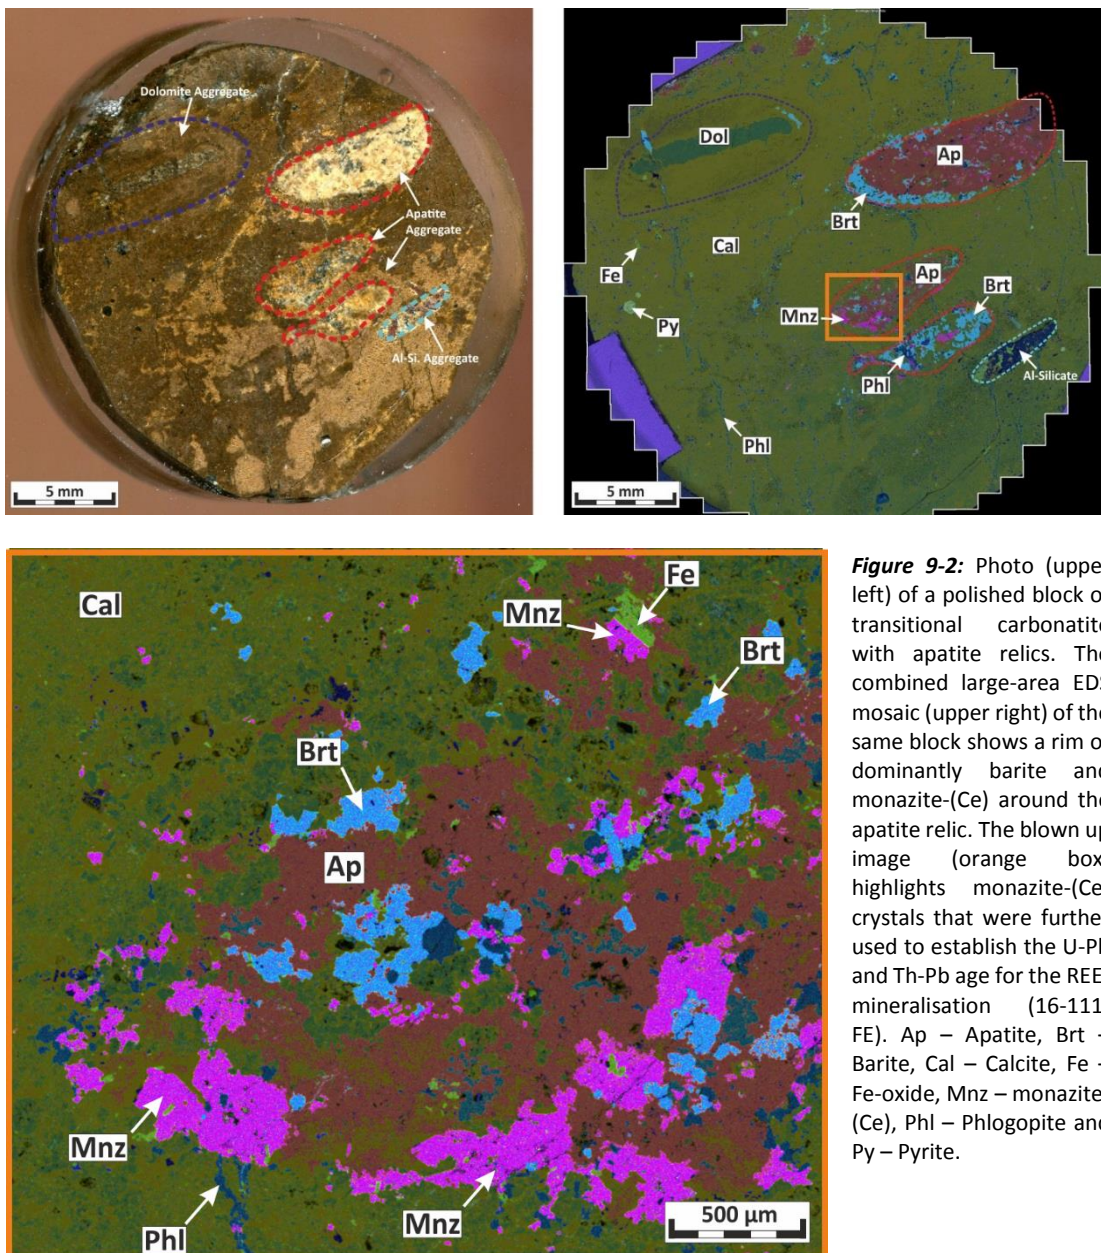 Dolomite Aggregate
Apatite
Aggregate
Al-Si. Aggregate
5 mm
Dol
Ap
Brt
Cal
Fe
Ap
Brt
Mnz
Py
Phl
Al-Silicate
Phl
5 mm
Cal
Fe
Mnz
Brt
Brt
Ap
Mnz
Mnz
Phl
500 µm
Figure 9-2: Photo (upper
left) of a polished block o
transitional carbonatite
with apatite relics. The
combined large-area EDS
mosaic (upper right) of the
same block shows a rim o
dominantly barite and
monazite-(Ce) around the
apatite relic. The blown up
image (orange box
highlights monazite-(Ce
crystals that were furthe
used to establish the U-P
and Th-Pb age for the REE
mineralisation (16-111
FE). Ap – Apatite, Brt -
Barite, Cal – Calcite, Fe -
Fe-oxide, Mnz – monazite
(Ce), Phl – Phlogopite and
Py – Pyrite.